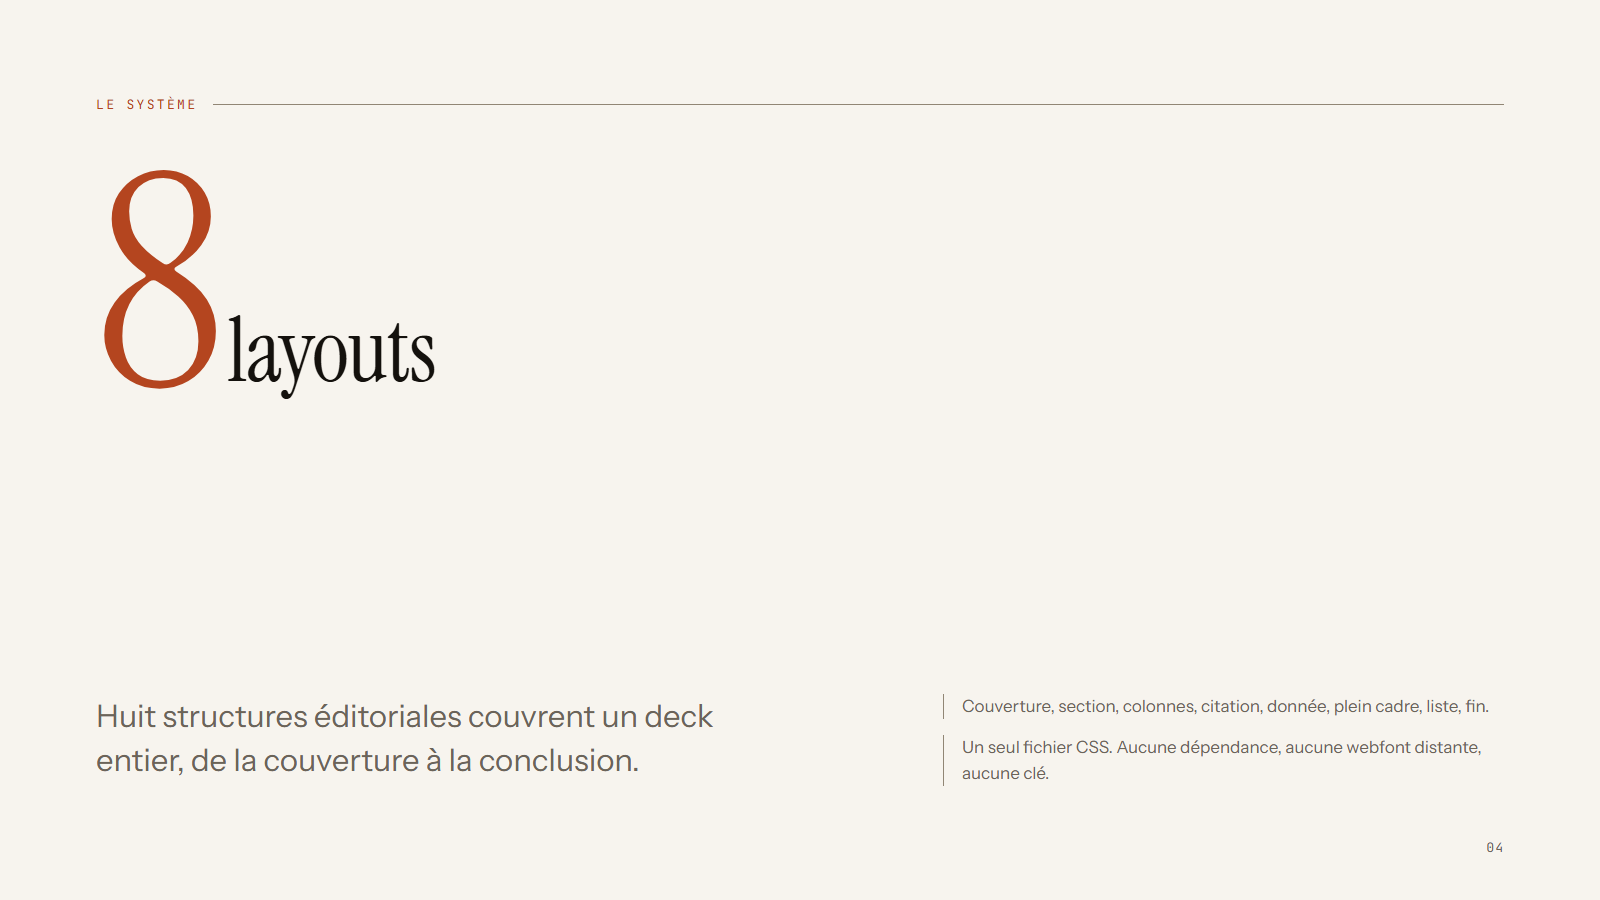 LE SYSTÈME
8 layouts
Huit structures éditoriales couvrent un deck
entier, de la couverture à la conclusion.
Couverture, section, colonnes, citation, donnée, plein cadre, liste, fin.
Un seul fichier CSS. Aucune dépendance, aucune webfont distante,
aucune clé.
04